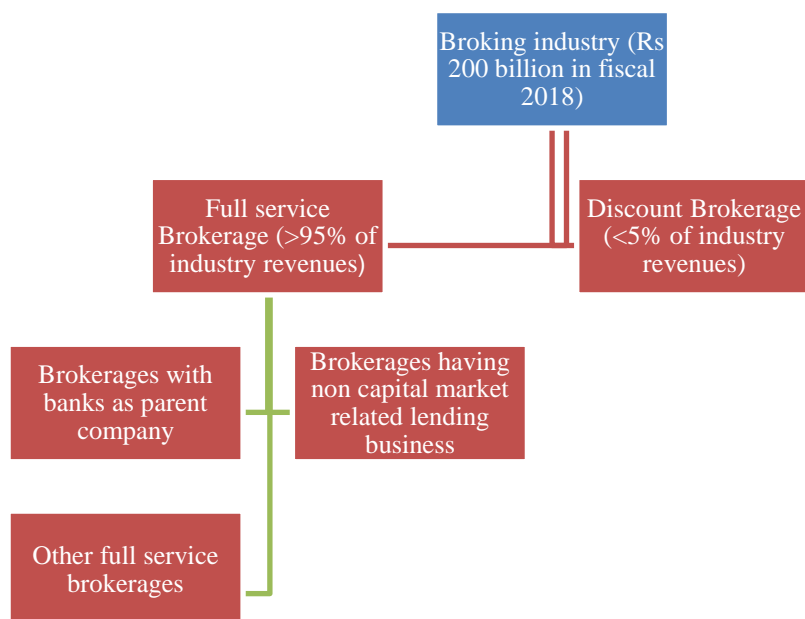 Broking industry (Rs
200 billion in fiscal
2018)
Full service
Brokerage (>95% of
industry revenues)
Discount Brokerage
(<5% of industry
revenues)
Brokerages with
banks as parent
company
Brokerages having
non capital market
related lending
business
Other full service
brokerages